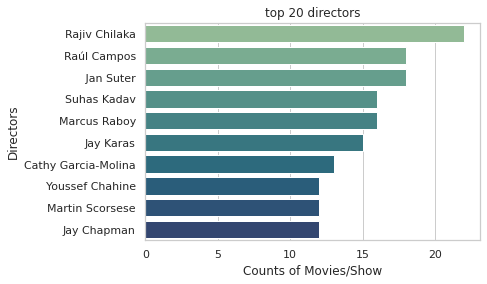 top 20 directors
Rajiv Chilaka
Raúl Campos
Jan Suter
Suhas Kadav
Marcus Raboy
Jay Karas
Cathy Garcia-Molina
Youssef Chahine
Martin Scorsese
Jay Chapman
Directors
0 5 10 15 20
Counts of Movies/Show